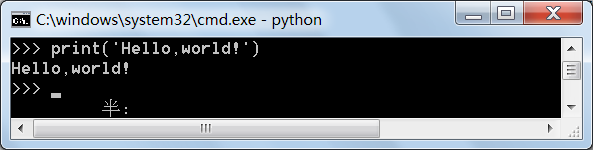 C:\windows\system32\cmd.exe - python
>>> print('Hello,world!')
Hello,world!
>>> _
半: